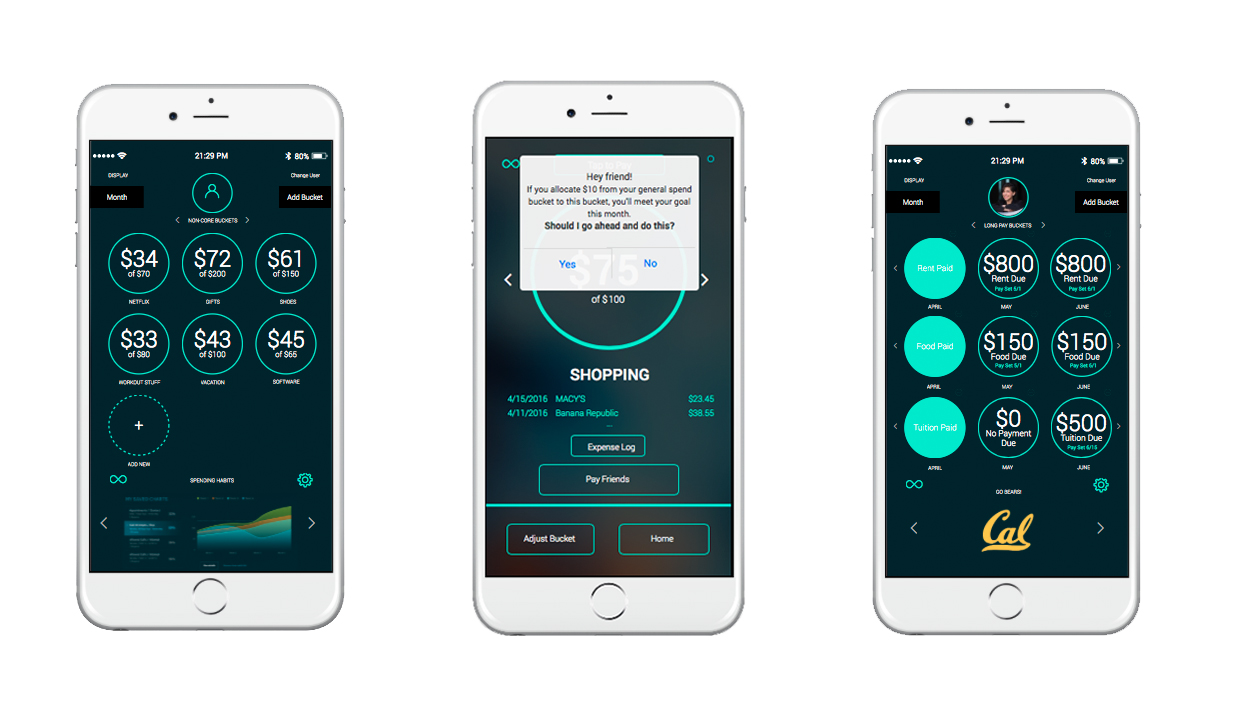 21:29 PM
80%
DISPLAY
Change User
Month
Add Bucket
NON-CORE BUCKETS
$34
of $70
$72
of $200
$61
of $150
NETFLIX
GIFTS
SHOES
$33
of $80
$43
of $100
$45
of $65
WORKOUT STUFF
VACATION
SOFTWARE
+
ADD NEW
SPENDING HABITS
Hey friend!
If you allocate $10 from your general spend
bucket to this bucket, you'll meet your goal
this month.
Should I go ahead and do this?
Yes
No
$75
of $100
SHOPPING
4/15/2016 MACY'S $23.45
4/11/2016 Banana Republic $38.55
...
Expense Log
Pay Friends
Adjust Bucket
Home
21:29 PM
80%
DISPLAY
Change User
Month
Add Bucket
LONG PAY BUCKETS
Rent Paid
$800
Rent Due
Pay Set 5/1
$800
Rent Due
Pay Set 6/1
APRIL
MAY
JUNE
Food Paid
$150
Food Due
Pay Set 5/1
$150
Food Due
Pay Set 6/1
APRIL
MAY
JUNE
Tuition Paid
$0
No Payment
Due
$500
Tuition Due
Pay Set 6/15
APRIL
MAY
JUNE
GO BEARS!
Cal